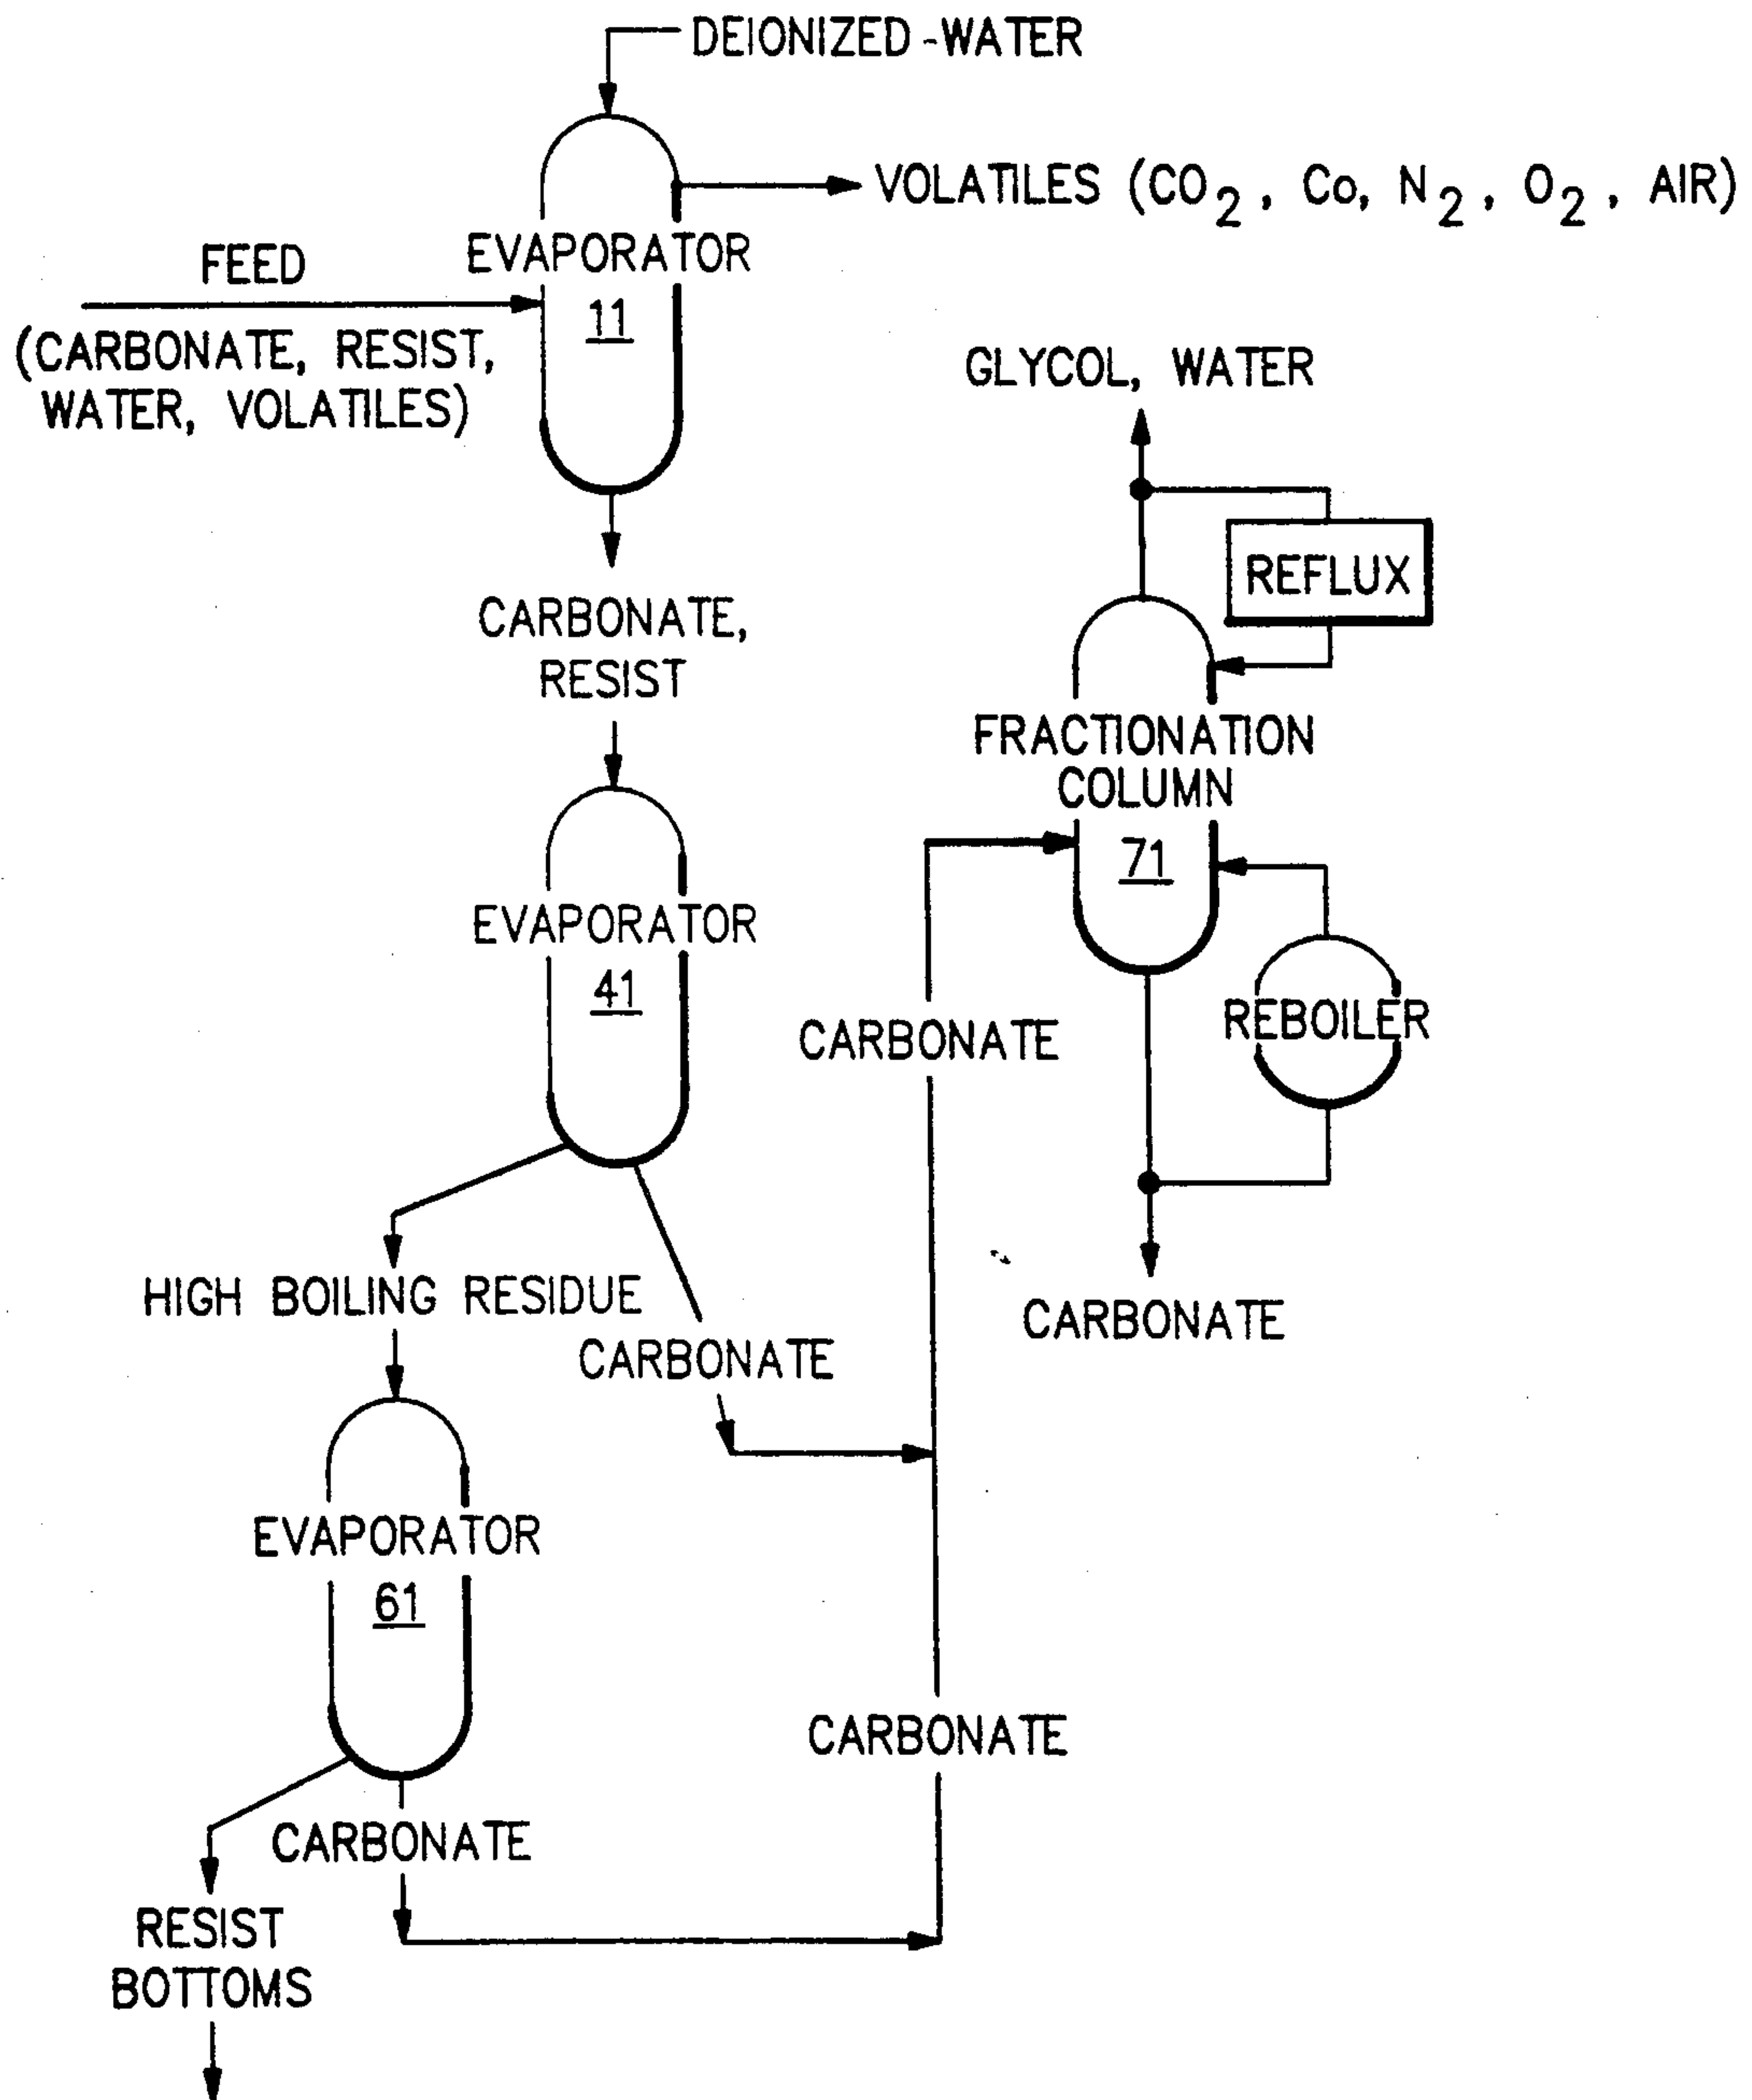 DEIONIZED-WATER
VOLATILES (CO₂, Co, N₂, O₂, AIR)
FEED
(CARBONATE, RESIST,
WATER, VOLATILES)
EVAPORATOR
11
CARBONATE,
RESIST
EVAPORATOR
41
HIGH BOILING RESIDUE
CARBONATE
EVAPORATOR
61
CARBONATE
RESIST
BOTTOMS
CARBONATE
CARBONATE
GLYCOL, WATER
REFLUX
FRACTIONATION
COLUMN
71
REBOILER
CARBONATE